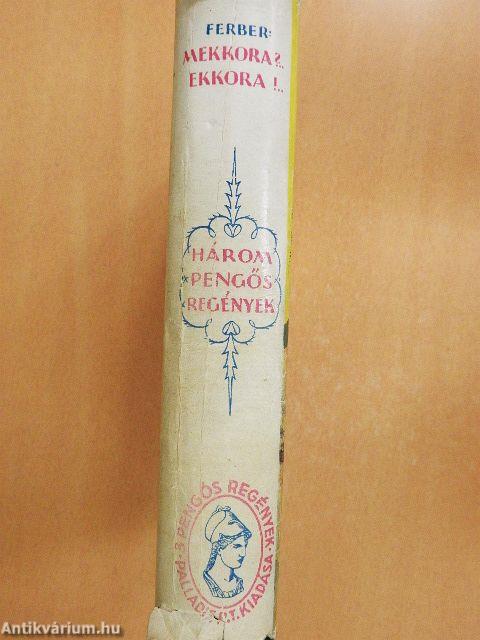 FERBER:
MEKKORA?..
EKKORA!..
HÁROM
PENGŐS
REGÉNYEK
· 3 PENGŐS REGÉNYEK ·
PALLADIS R.T. KIADÁSA
Antikvárium.hu